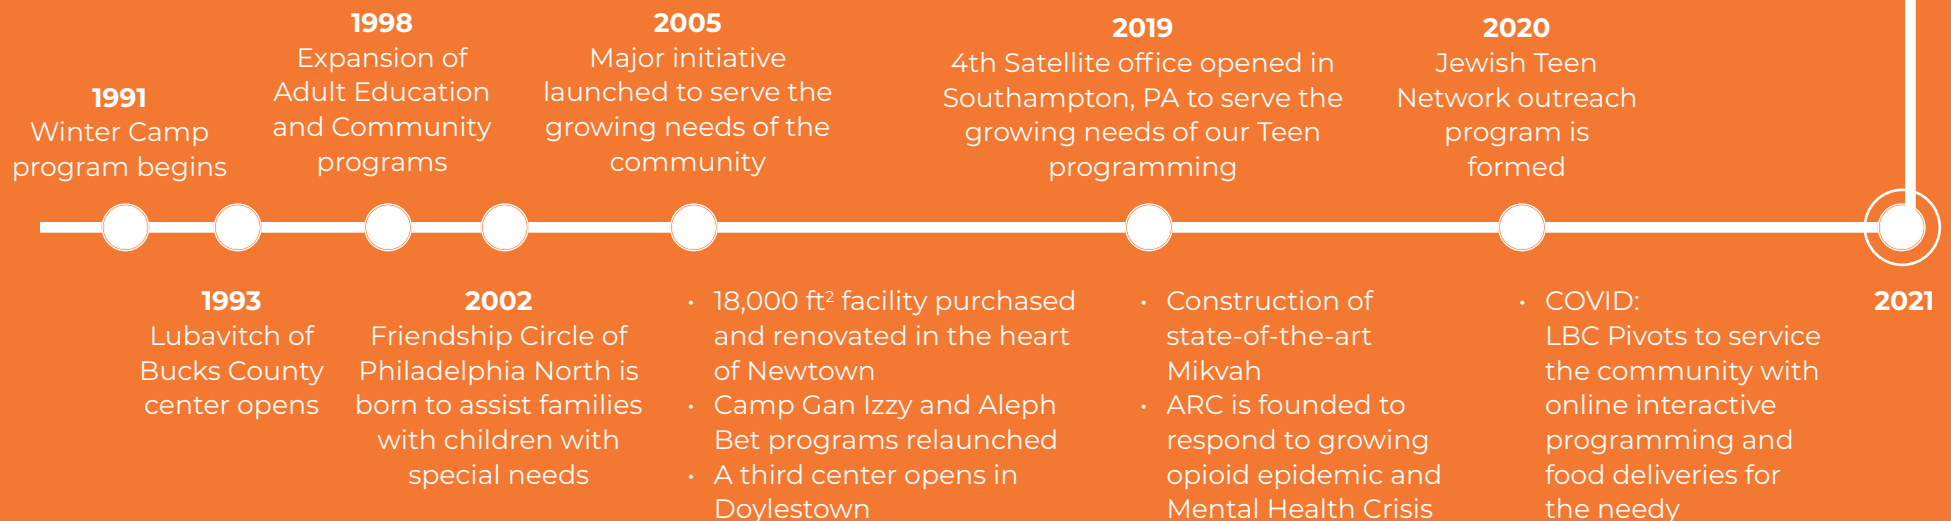 1991
Winter Camp
program begins
1993
Lubavitch of
Bucks County
center opens
1998
Expansion of
Adult Education
and Community
programs
2002
Friendship Circle of
Philadelphia North is
born to assist families
with children with
special needs
2005
Major initiative
launched to serve the
growing needs of the
community
• 18,000 ft² facility purchased
and renovated in the heart
of Newtown
• Camp Gan Izzy and Aleph
Bet programs relaunched
• A third center opens in
Doylestown
2019
4th Satellite office opened in
Southampton, PA to serve the
growing needs of our Teen
programming
• Construction of
state-of-the-art
Mikvah
• ARC is founded to
respond to growing
opioid epidemic and
Mental Health Crisis
2020
Jewish Teen
Network outreach
program is
formed
• COVID:
LBC Pivots to service
the community with
online interactive
programming and
food deliveries for
the needy
2021